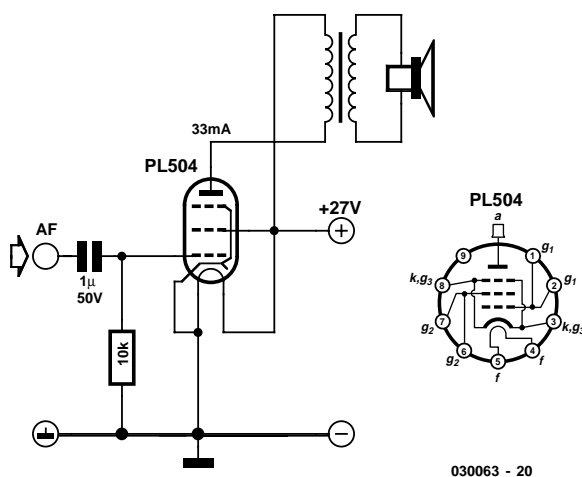 33mA
PL504
+27V
AF
1µ
50V
10k
PL504
a
g1
g1
k,g3
k,g3
g2
g2
f
f
9
1
8
2
7
3
6
5
4
030063 - 20